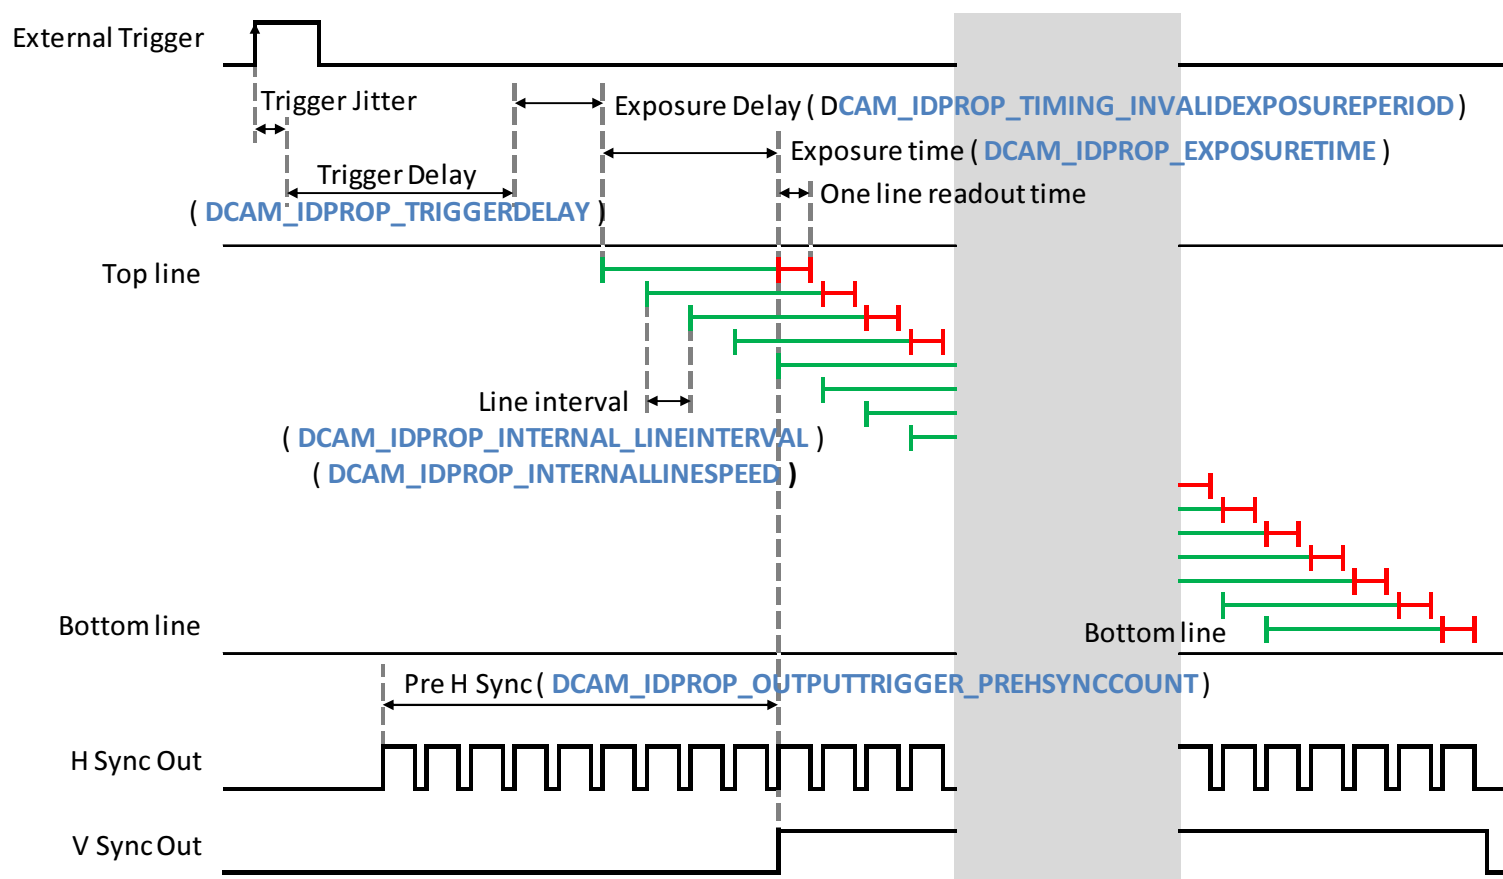 External Trigger
Trigger Jitter
Exposure Delay ( DCAM_IDPROP_TIMING_INVALIDEXPOSUREPERIOD )
Exposure time ( DCAM_IDPROP_EXPOSURETIME )
Trigger Delay
One line readout time
( DCAM_IDPROP_TRIGGERDELAY )
Top line
Line interval
( DCAM_IDPROP_INTERNAL_LINEINTERVAL )
( DCAM_IDPROP_INTERNALLINESPEED )
Bottom line
Bottom line
Pre H Sync ( DCAM_IDPROP_OUTPUTTRIGGER_PREHSYNCCOUNT )
H Sync Out
V Sync Out